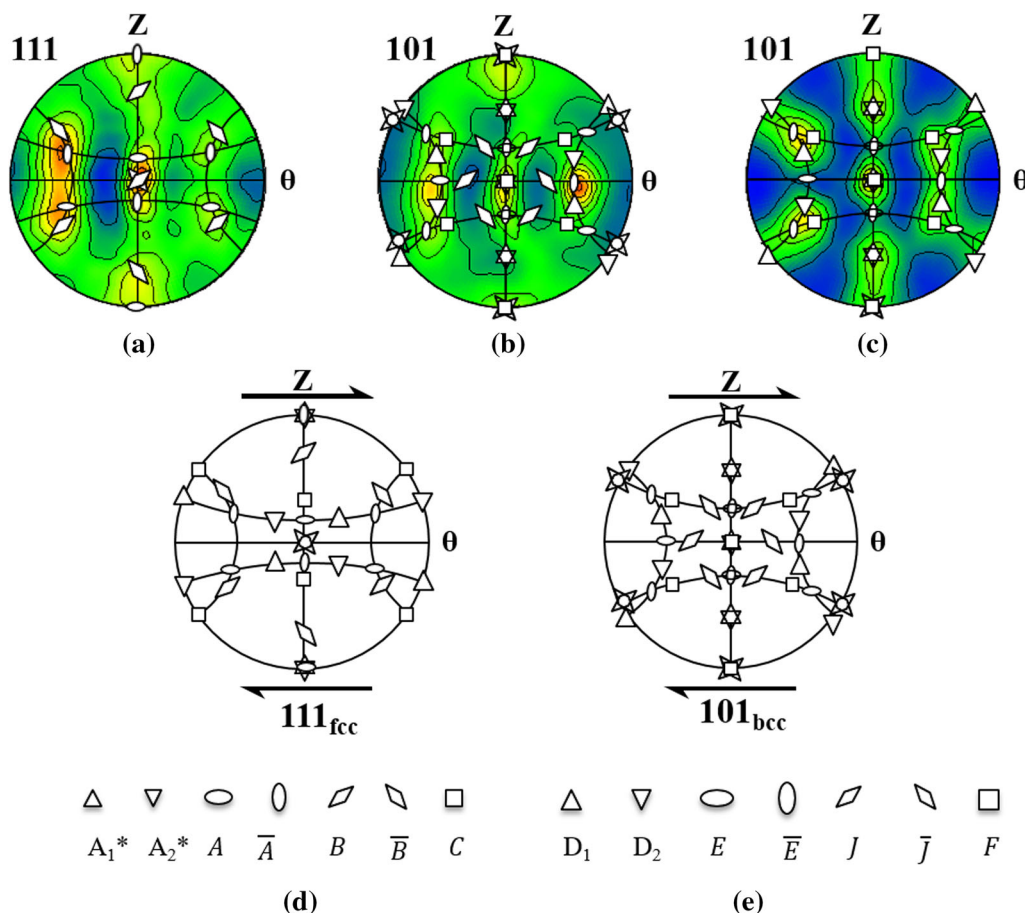 Z Z Z
111 101 101
θ θ θ
(a) (b) (c)
Z Z
θ θ
111fcc 101bcc
A₁* A₂* A A̅ B B̅ C D₁ D₂ E E̅ J J̅ F
(d) (e)